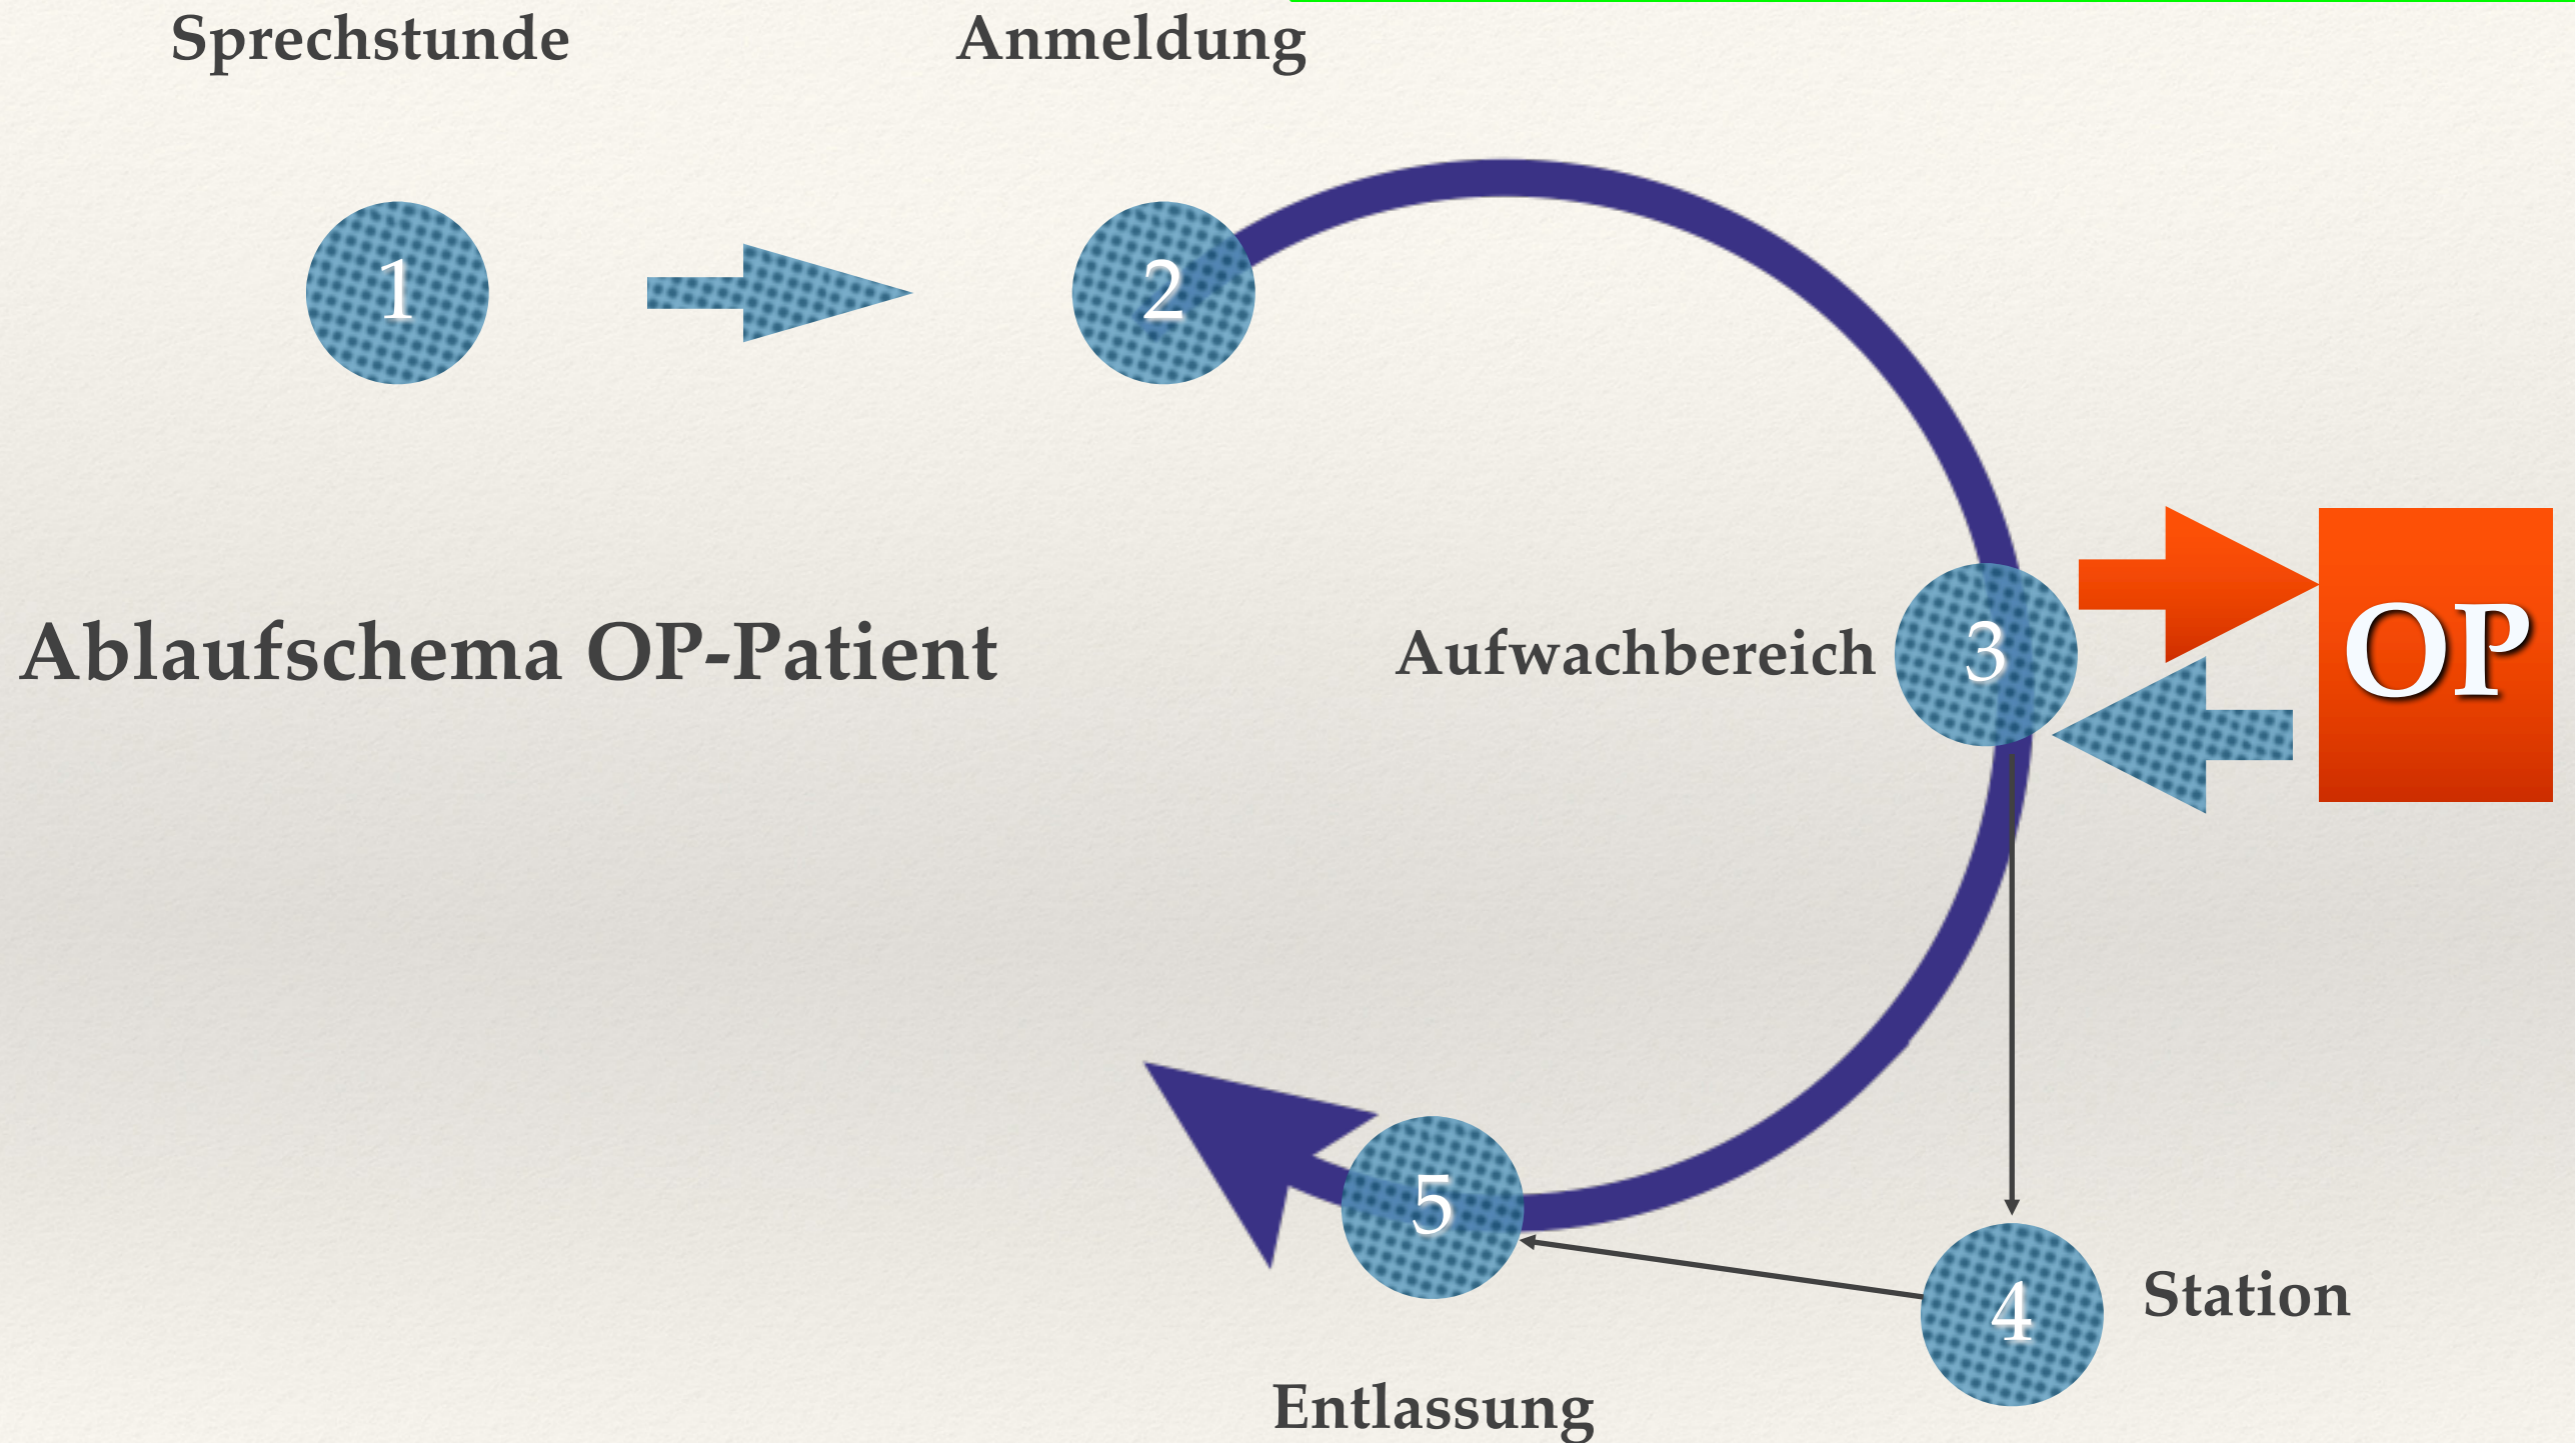 Sprechstunde
Anmeldung
1
2
Ablaufschema OP-Patient
Aufwachbereich
3
OP
5
4
Station
Entlassung